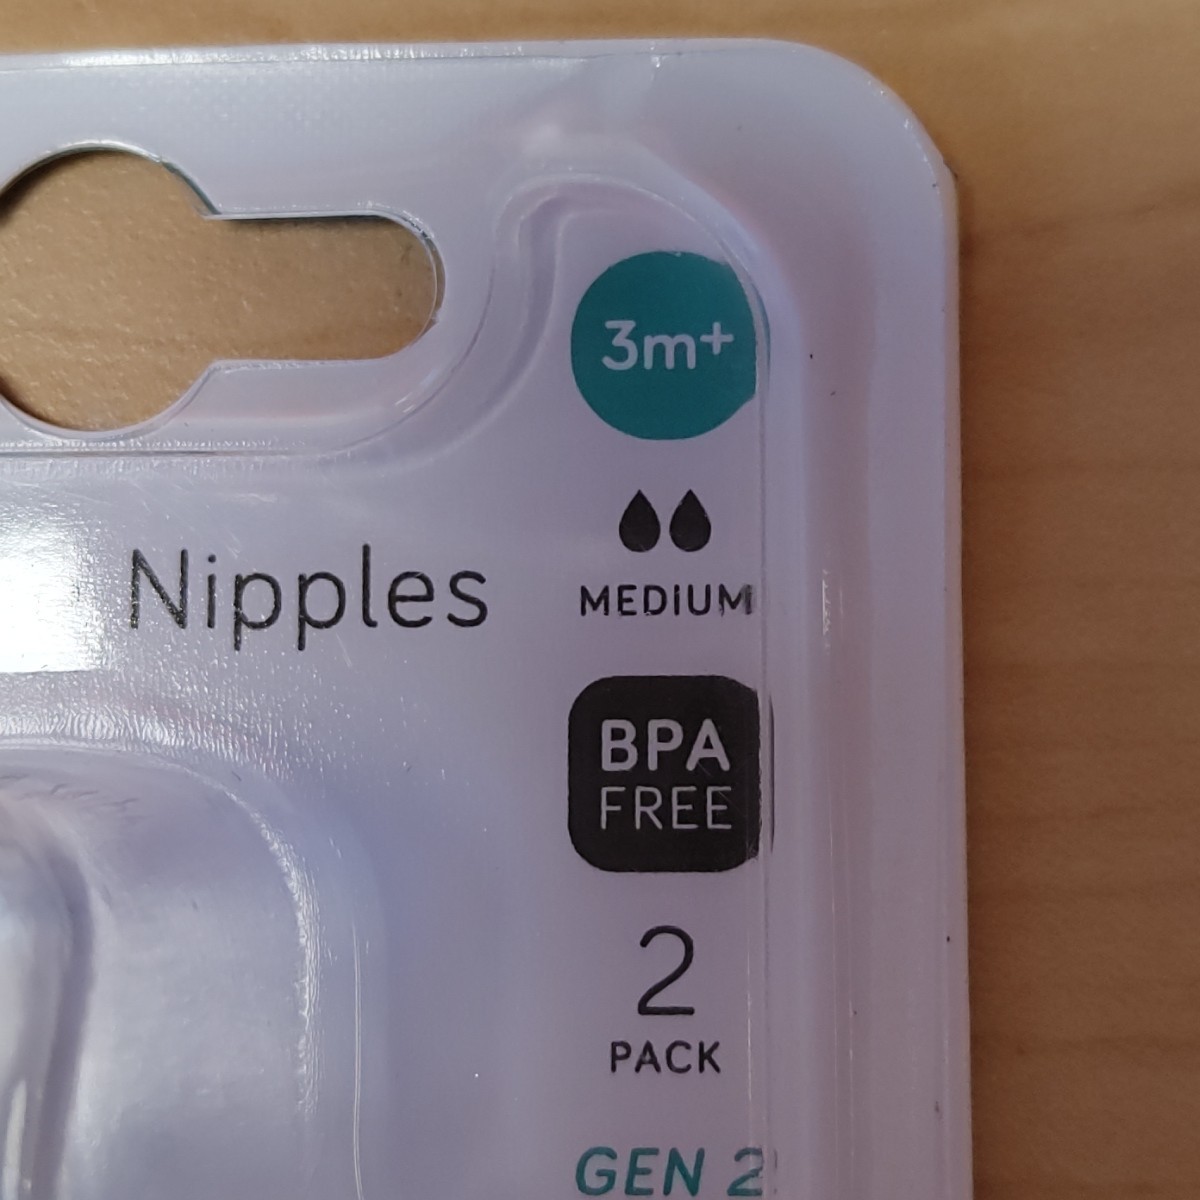 3m+
Nipples
MEDIUM
BPA
FREE
2
PACK
GEN 2